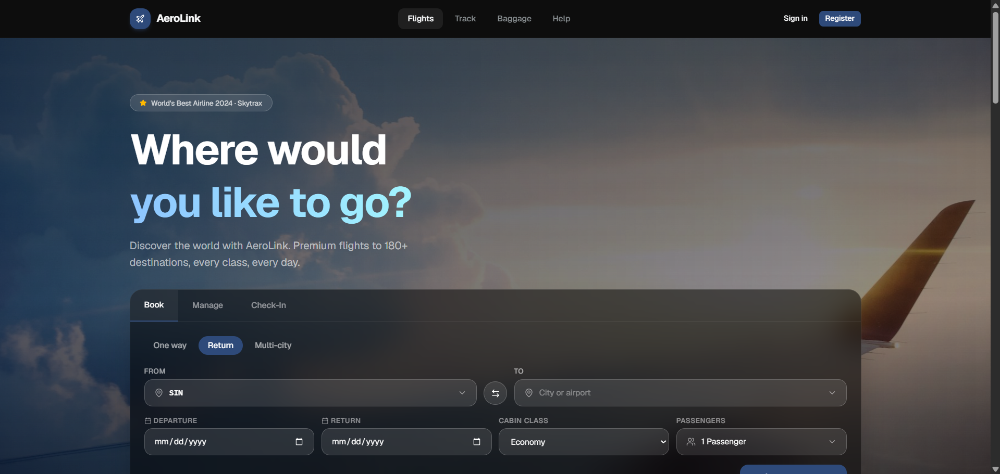 AeroLink
Flights
Track
Baggage
Help
Sign in
Register
World's Best Airline 2024 · Skytrax
Where would
you like to go?
Discover the world with AeroLink. Premium flights to 180+
destinations, every class, every day.
Book
Manage
Check-In
One way
Return
Multi-city
FROM
TO
SIN
City or airport
DEPARTURE
RETURN
CABIN CLASS
PASSENGERS
mm/dd/yyyy
mm/dd/yyyy
Economy
1 Passenger